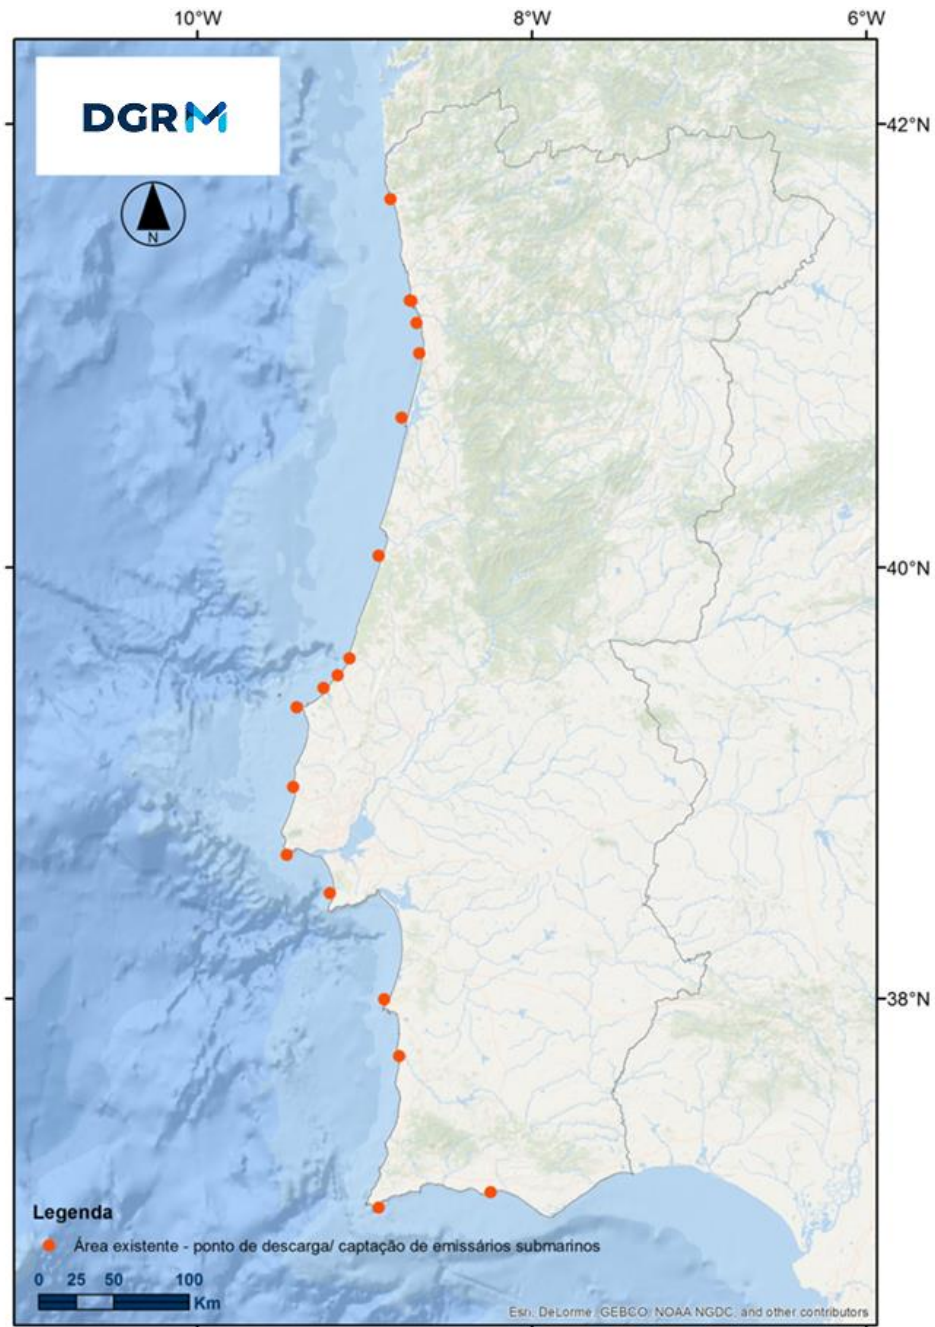 10°W 8°W 6°W
DGRM
42°N
N
40°N
38°N
Legenda
Área existente - ponto de descarga/ captação de emissários submarinos
0 25 50 100
Km
Esri, DeLorme, GEBCO, NOAA NGDC, and other contributors